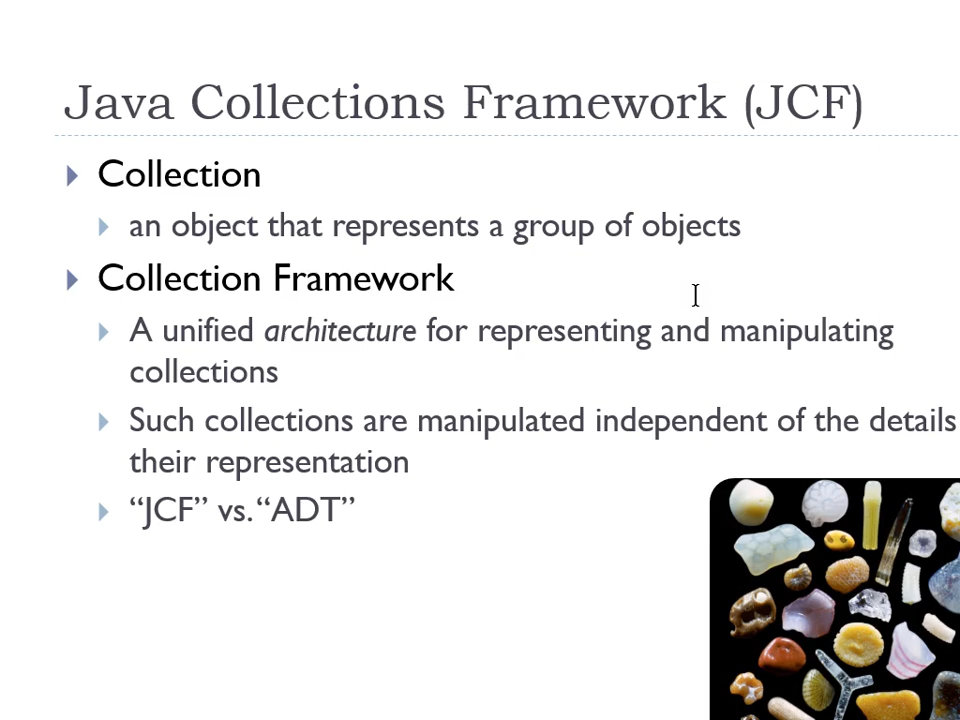 Java Collections Framework (JCF)
Collection
an object that represents a group of objects
Collection Framework
A unified architecture for representing and manipulating
collections
Such collections are manipulated independent of the details
their representation
“JCF” vs. “ADT”